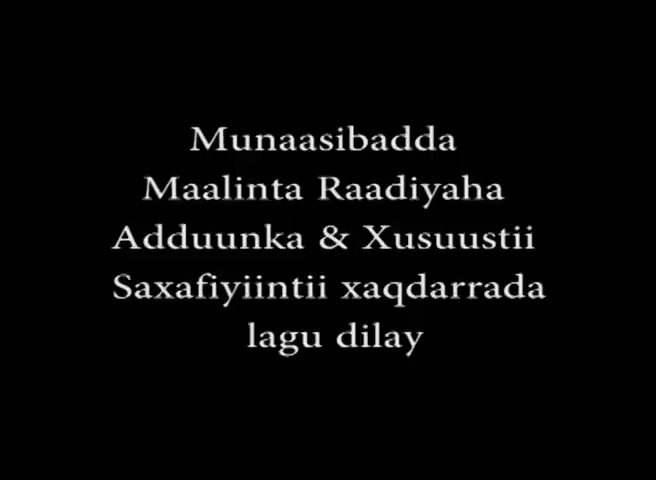 Munaasibadda
Maalinta Raadiyaha
Adduunka & Xusuustii
Saxafiyiintii xaqdarrada
lagu dilay